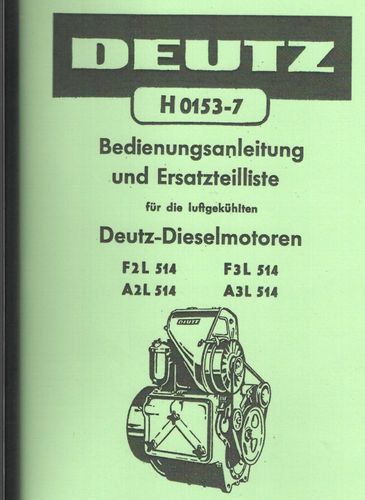 DEUTZ
H 0153-7
Bedienungsanleitung
und Ersatzteilliste
für die luftgekühlten
Deutz-Dieselmotoren
F2L 514 F3L 514
A2L 514 A3L 514
DEUTZ